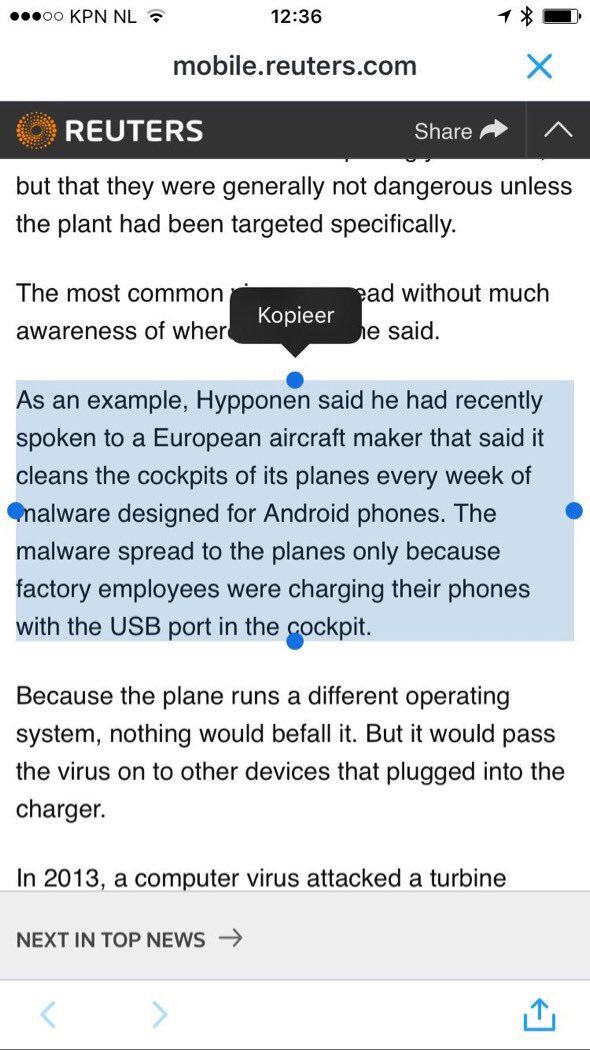 KPN NL 12:36
mobile.reuters.com
REUTERS Share
but that they were generally not dangerous unless
the plant had been targeted specifically.
The most common without much
Kopieer
awareness of said.
As an example, Hypponen said he had recently
spoken to a European aircraft maker that said it
cleans the cockpits of its planes every week of
malware designed for Android phones. The
malware spread to the planes only because
factory employees were charging their phones
with the USB port in the cockpit.
Because the plane runs a different operating
system, nothing would befall it. But it would pass
the virus on to other devices that plugged into the
charger.
In 2013, a computer virus attacked a turbine
NEXT IN TOP NEWS